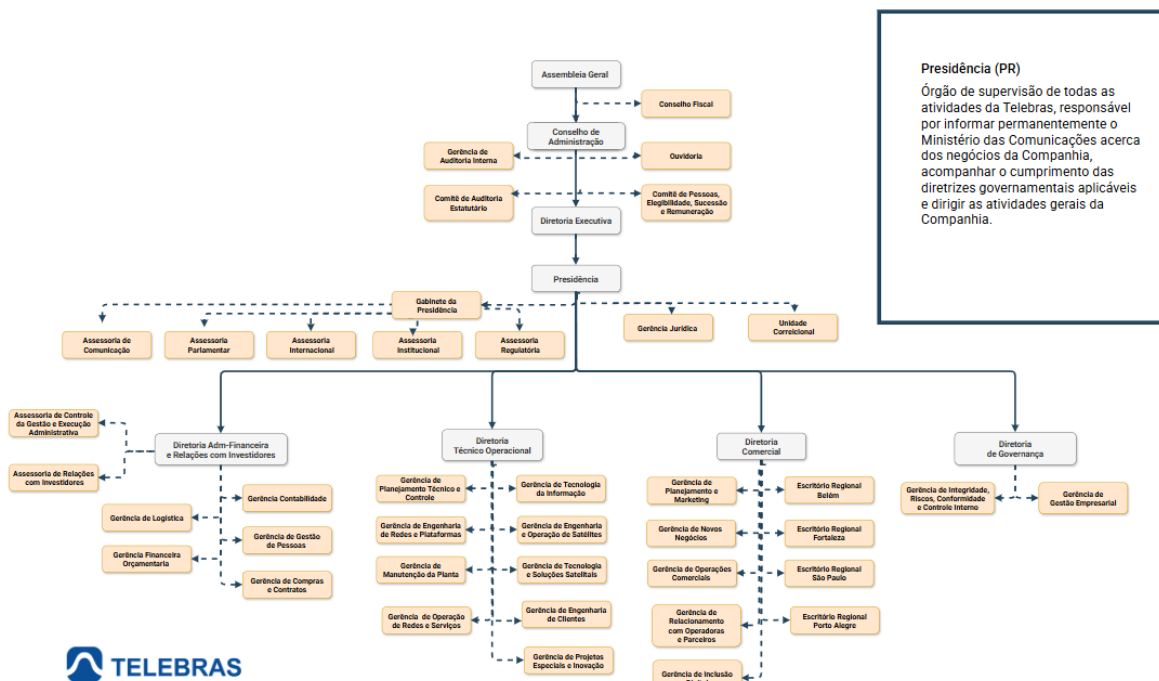 Assembleia Geral
Conselho Fiscal
Conselho de
Administração
Gerência de
Auditoria Interna
Ouvidoria
Comitê de Auditoria
Estatutário
Comitê de Pessoas,
Elegibilidade, Sucessão
e Remuneração
Diretoria Executiva
Presidência
Presidência (PR)
Órgão de supervisão de todas as
atividades da Telebras, responsável
por informar permanentemente o
Ministério das Comunicações acerca
dos negócios da Companhia,
acompanhar o cumprimento das
diretrizes governamentais aplicáveis
e dirigir as atividades gerais da
Companhia.
Gabinete da
Presidência
Assessoria de
Comunicação
Assessoria
Parlamentar
Assessoria
Internacional
Assessoria
Institucional
Assessoria
Regulatória
Gerência Jurídica
Unidade
Correicional
Assessoria de Controle
da Gestão e Execução
Administrativa
Assessoria de Relações
com Investidores
Diretoria Adm-Financeira
e Relações com Investidores
Gerência Contabilidade
Gerência de Logística
Gerência de Gestão
de Pessoas
Gerência Financeira
Orçamentaria
Gerência de Compras
e Contratos
Diretoria
Técnico Operacional
Gerência de
Planejamento Técnico e
Controle
Gerência de Tecnologia
da Informação
Gerência de Engenharia
de Redes e Plataformas
Gerência de Engenharia
e Operação de Satélites
Gerência de
Manutenção da Planta
Gerência de Tecnologia
e Soluções Satelitais
Gerência de Operação
de Redes e Serviços
Gerência de Engenharia
de Clientes
Gerência de Projetos
Especiais e Inovação
Diretoria
Comercial
Gerência de
Planejamento e
Marketing
Escritório Regional
Belém
Gerência de Novos
Negócios
Escritório Regional
Fortaleza
Gerência de Operações
Comerciais
Escritório Regional
São Paulo
Gerência de
Relacionamento
com Operadoras
e Parceiros
Escritório Regional
Porto Alegre
Gerência de Inclusão
Diretoria
de Governança
Gerência de Integridade,
Riscos, Conformidade
e Controle Interno
Gerência de
Gestão Empresarial
TELEBRAS